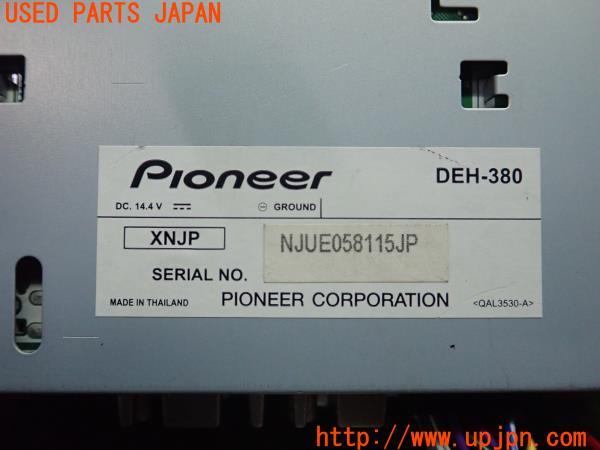 USED PARTS JAPAN
Pioneer
DEH-380
DC. 14.4 V
⊖ GROUND
XNJP
SERIAL NO.
NJUE058115JP
MADE IN THAILAND
PIONEER CORPORATION
<QAL3530-A>
http://www.upjpn.com